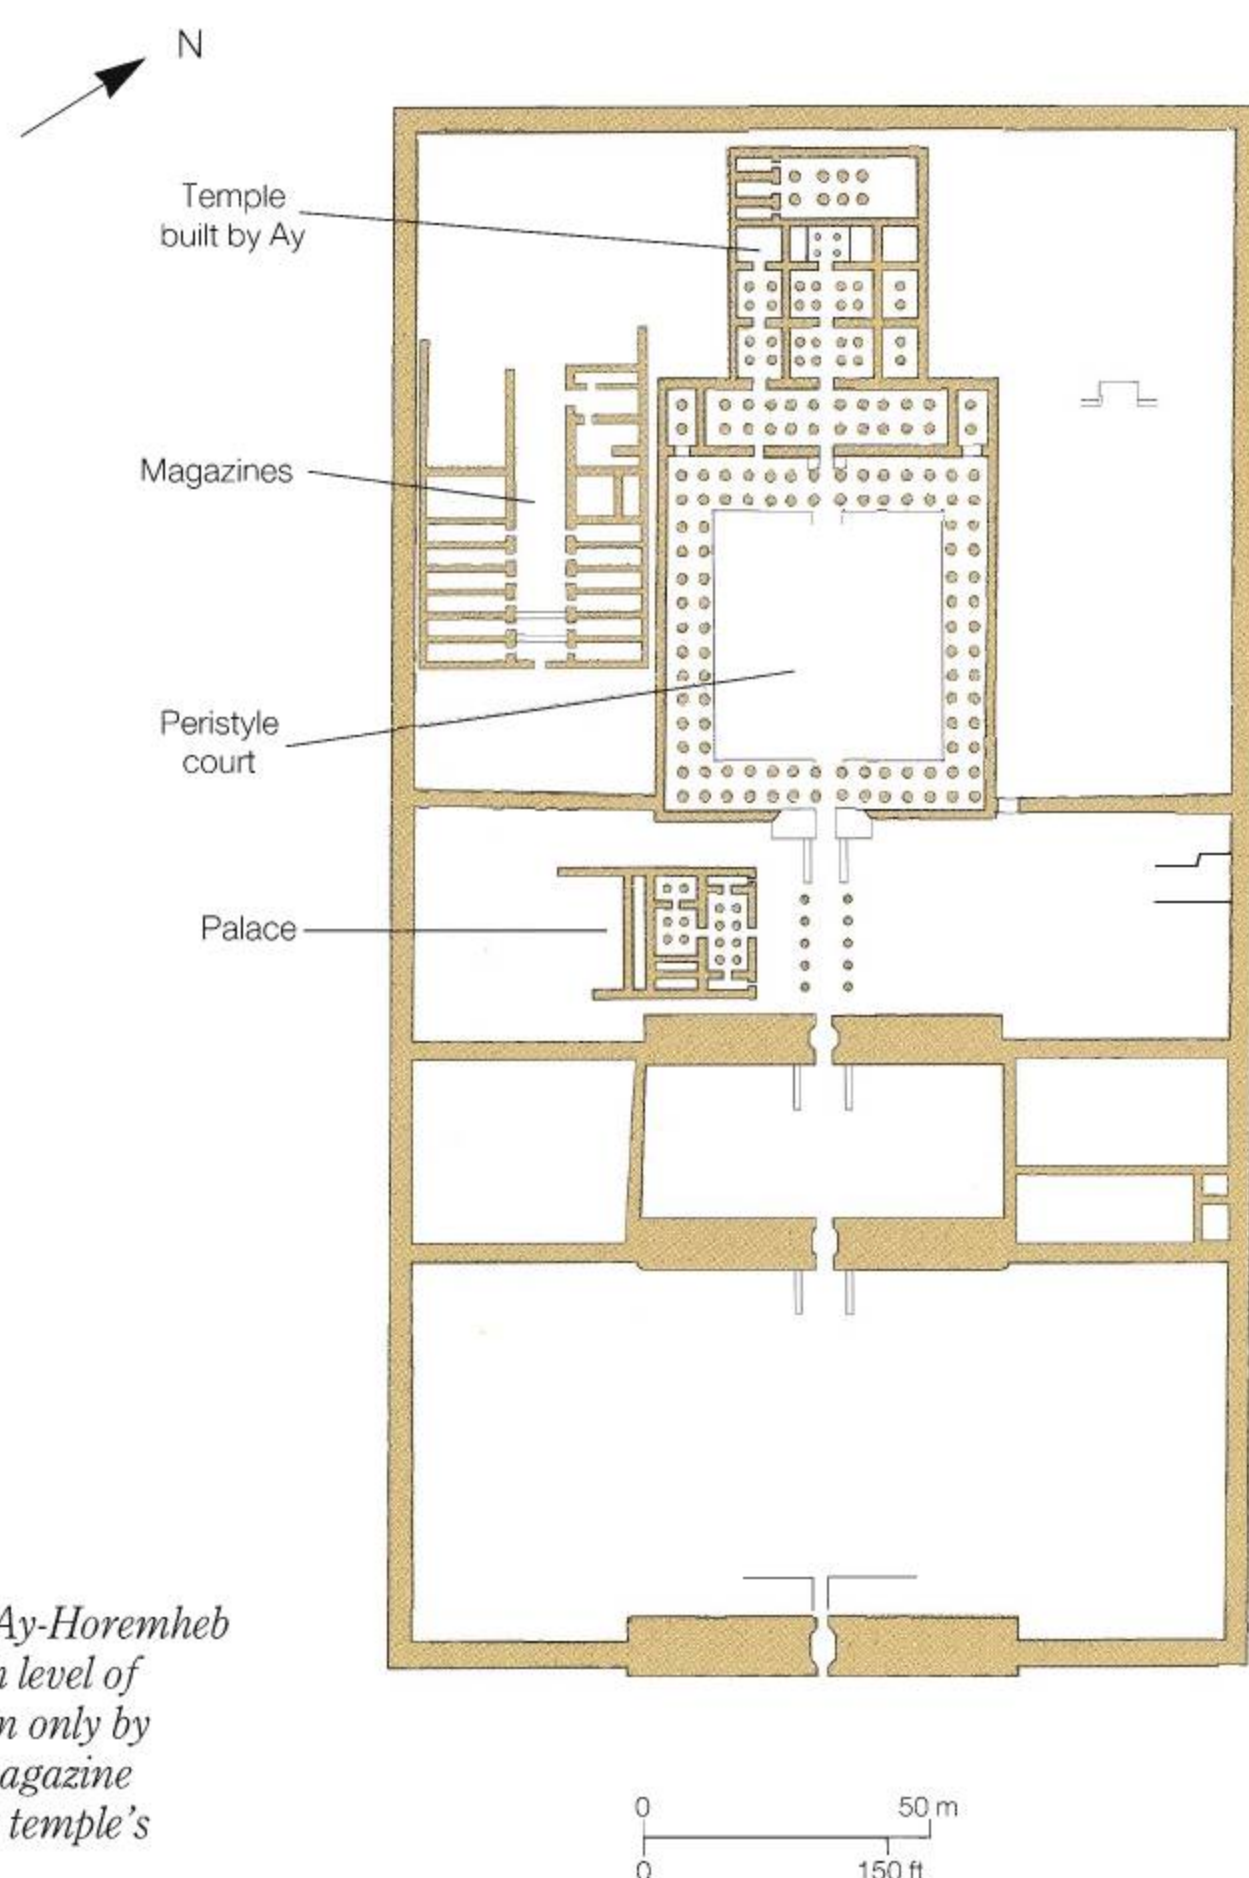 N
Temple
built by Ay
Magazines
Peristyle
court
Palace
Ay-Horemheb
level of
only by
temple's
0 50 m
0 150 ft